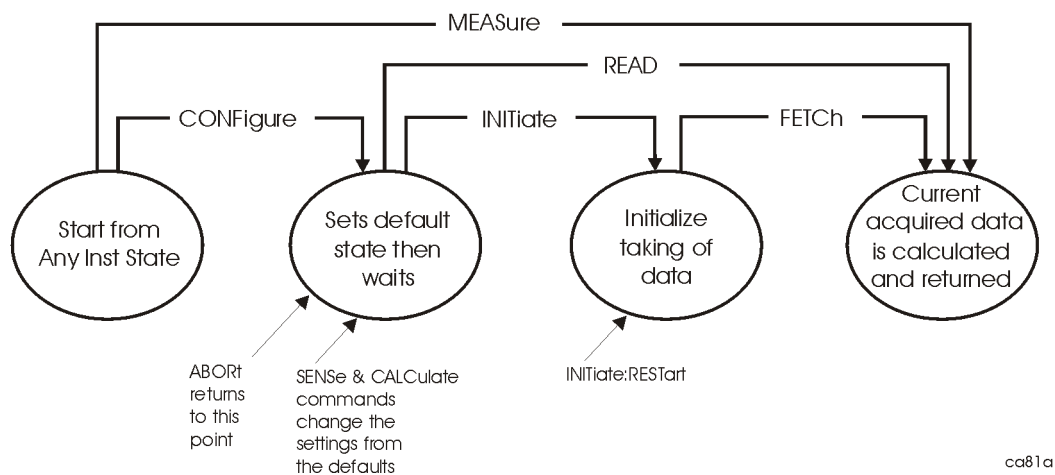 MEASure
READ
CONFigure
INITiate
FETCh
Start from
Any Inst State
Sets default
state then
waits
Initialize
taking of
data
Current
acquired data
is calculated
and returned
ABORt
returns
to this
point
SENSe & CALCulate
commands
change the
settings from
the defaults
INITiate:RESTart
ca81a